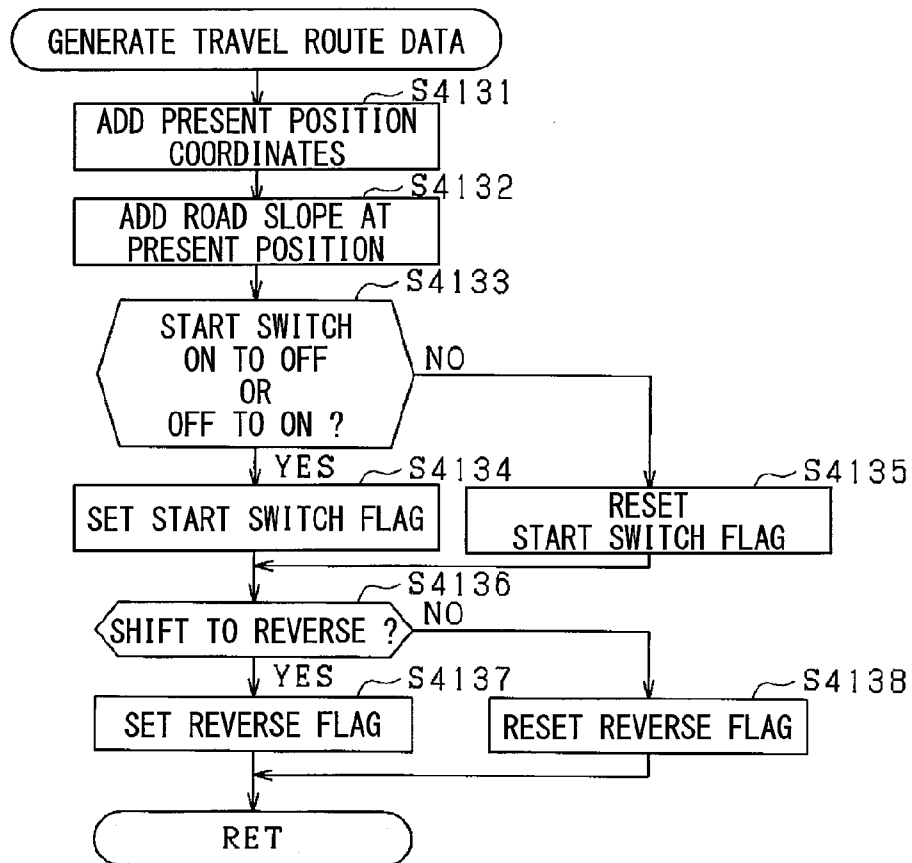 GENERATE TRAVEL ROUTE DATA
S4131
ADD PRESENT POSITION
COORDINATES
S4132
ADD ROAD SLOPE AT
PRESENT POSITION
S4133
START SWITCH
ON TO OFF
OR
OFF TO ON ?
NO
YES
S4134
SET START SWITCH FLAG
S4135
RESET
START SWITCH FLAG
S4136
SHIFT TO REVERSE ?
NO
YES
S4137
SET REVERSE FLAG
S4138
RESET REVERSE FLAG
RET